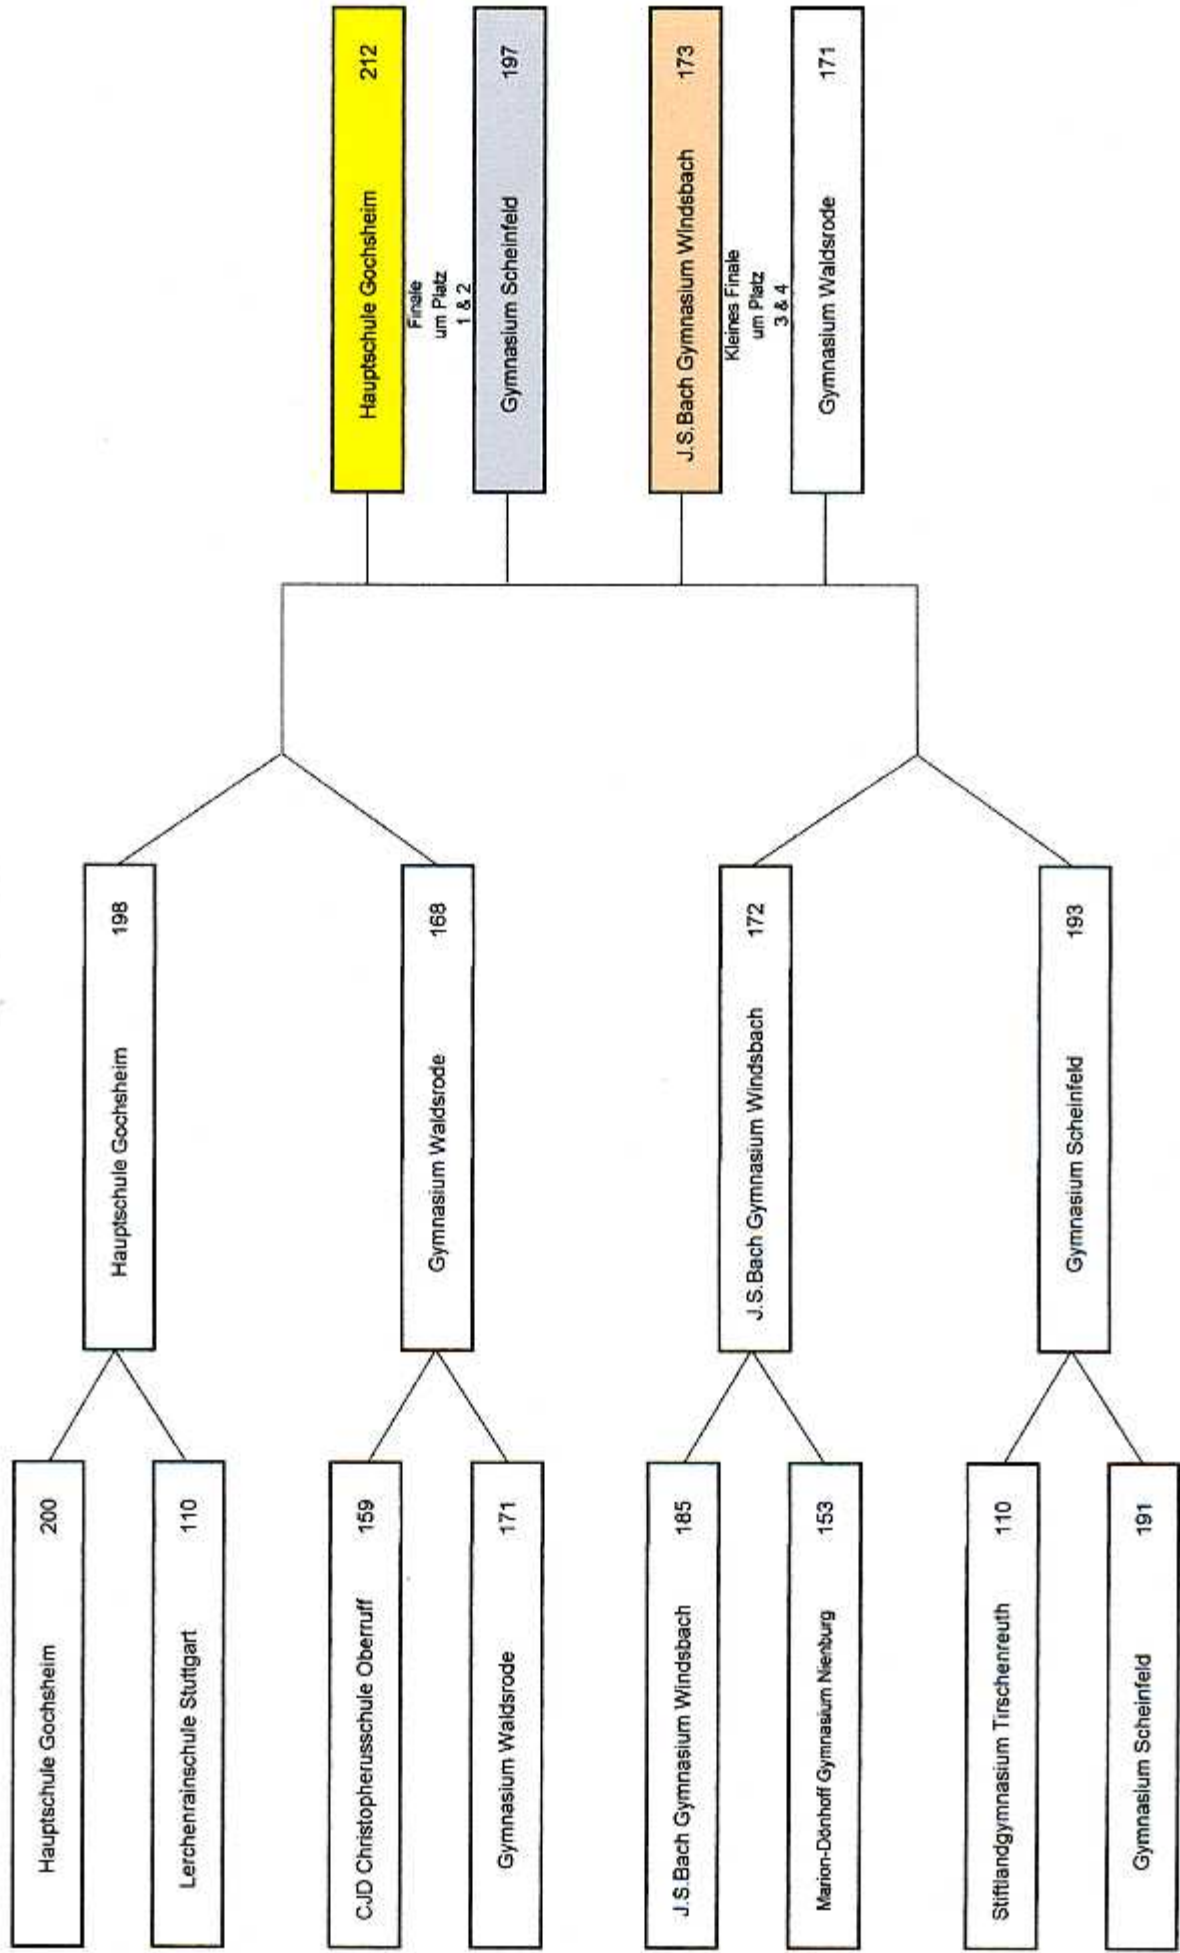 Hauptschule Gochsheim 200
Lerchenrainschule Stuttgart 110
CJD Christopherusschule Oberruff 159
Gymnasium Waldsrode 171
J.S.Bach Gymnasium Windsbach 185
Marion-Dönhoff Gymnasium Nienburg 153
Stiftlandgymnasium Tirschenreuth 110
Gymnasium Scheinfeld 191
Hauptschule Gochsheim 198
Gymnasium Waldsrode 168
J.S.Bach Gymnasium Windsbach 172
Gymnasium Scheinfeld 193
Hauptschule Gochsheim 212
Finale
um Platz
1 & 2
Gymnasium Scheinfeld 197
J.S.Bach Gymnasium Windsbach 173
Kleines Finale
um Platz
3 & 4
Gymnasium Waldsrode 171